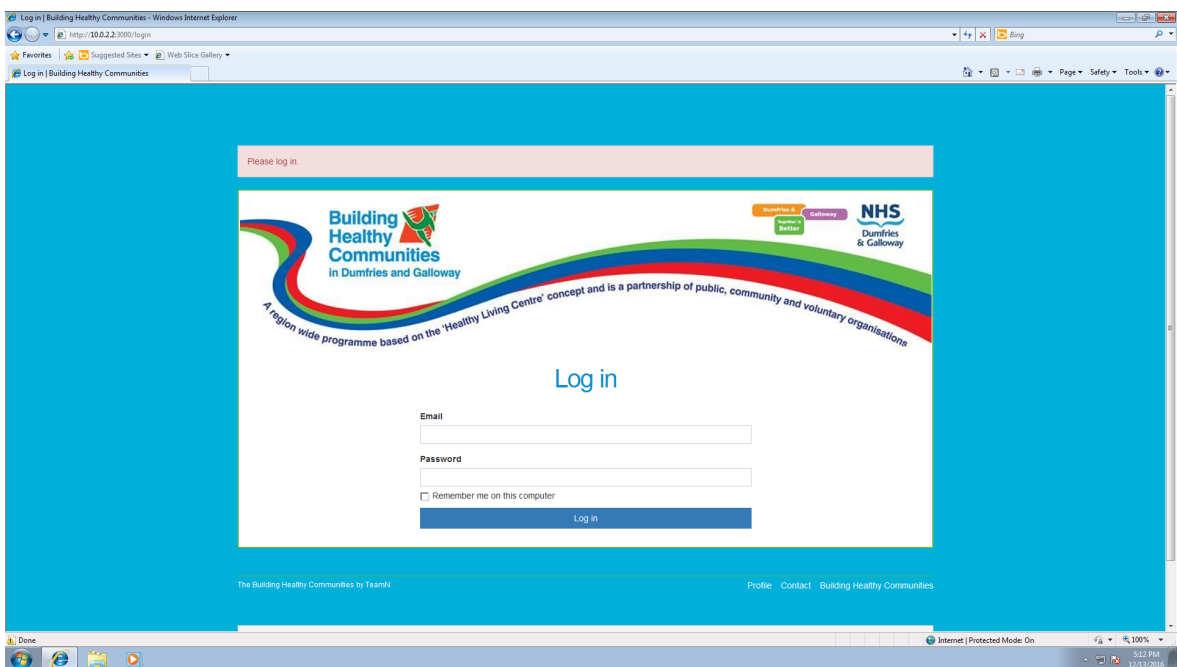 Log in | Building Healthy Communities - Windows Internet Explorer
http://10.0.2.2:3000/login
Bing
Favorites
Suggested Sites
Web Slice Gallery
Log in | Building Healthy Communities
Page
Safety
Tools
Please log in.
Building
Healthy
Communities
in Dumfries and Galloway
Dumfries &
Galloway
Together is
Better
NHS
Dumfries
& Galloway
A region wide programme based on the 'Healthy Living Centre' concept and is a partnership of public, community and voluntary organisations
Log in
Email
Password
Remember me on this computer
Log in
The Building Healthy Communities by TeamN
Profile Contact Building Healthy Communities
Done
Internet | Protected Mode: On
100%
5:12 PM
12/13/2016